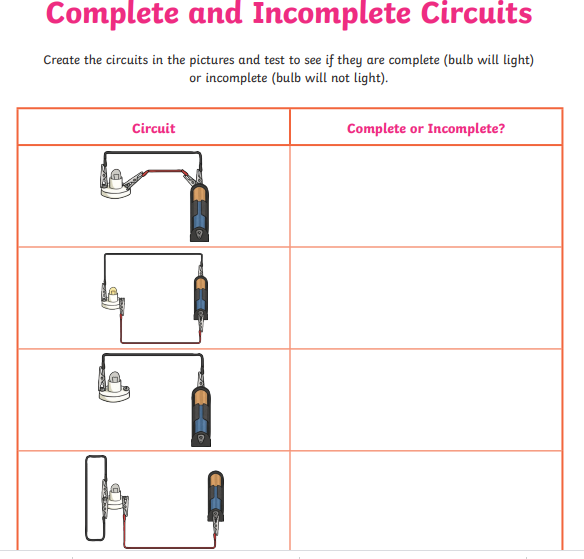 Complete and Incomplete Circuits
Create the circuits in the pictures and test to see if they are complete (bulb will light)
or incomplete (bulb will not light).
Circuit
Complete or Incomplete?